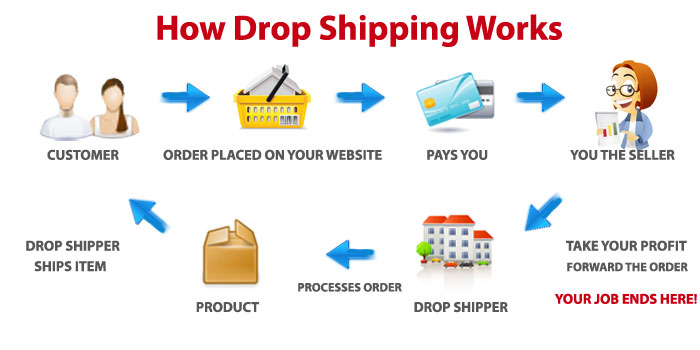 How Drop Shipping Works
CUSTOMER
ORDER PLACED ON YOUR WEBSITE
PAYS YOU
YOU THE SELLER
TAKE YOUR PROFIT
FORWARD THE ORDER
YOUR JOB ENDS HERE!
DROP SHIPPER
PROCESSES ORDER
PRODUCT
DROP SHIPPER
SHIPS ITEM